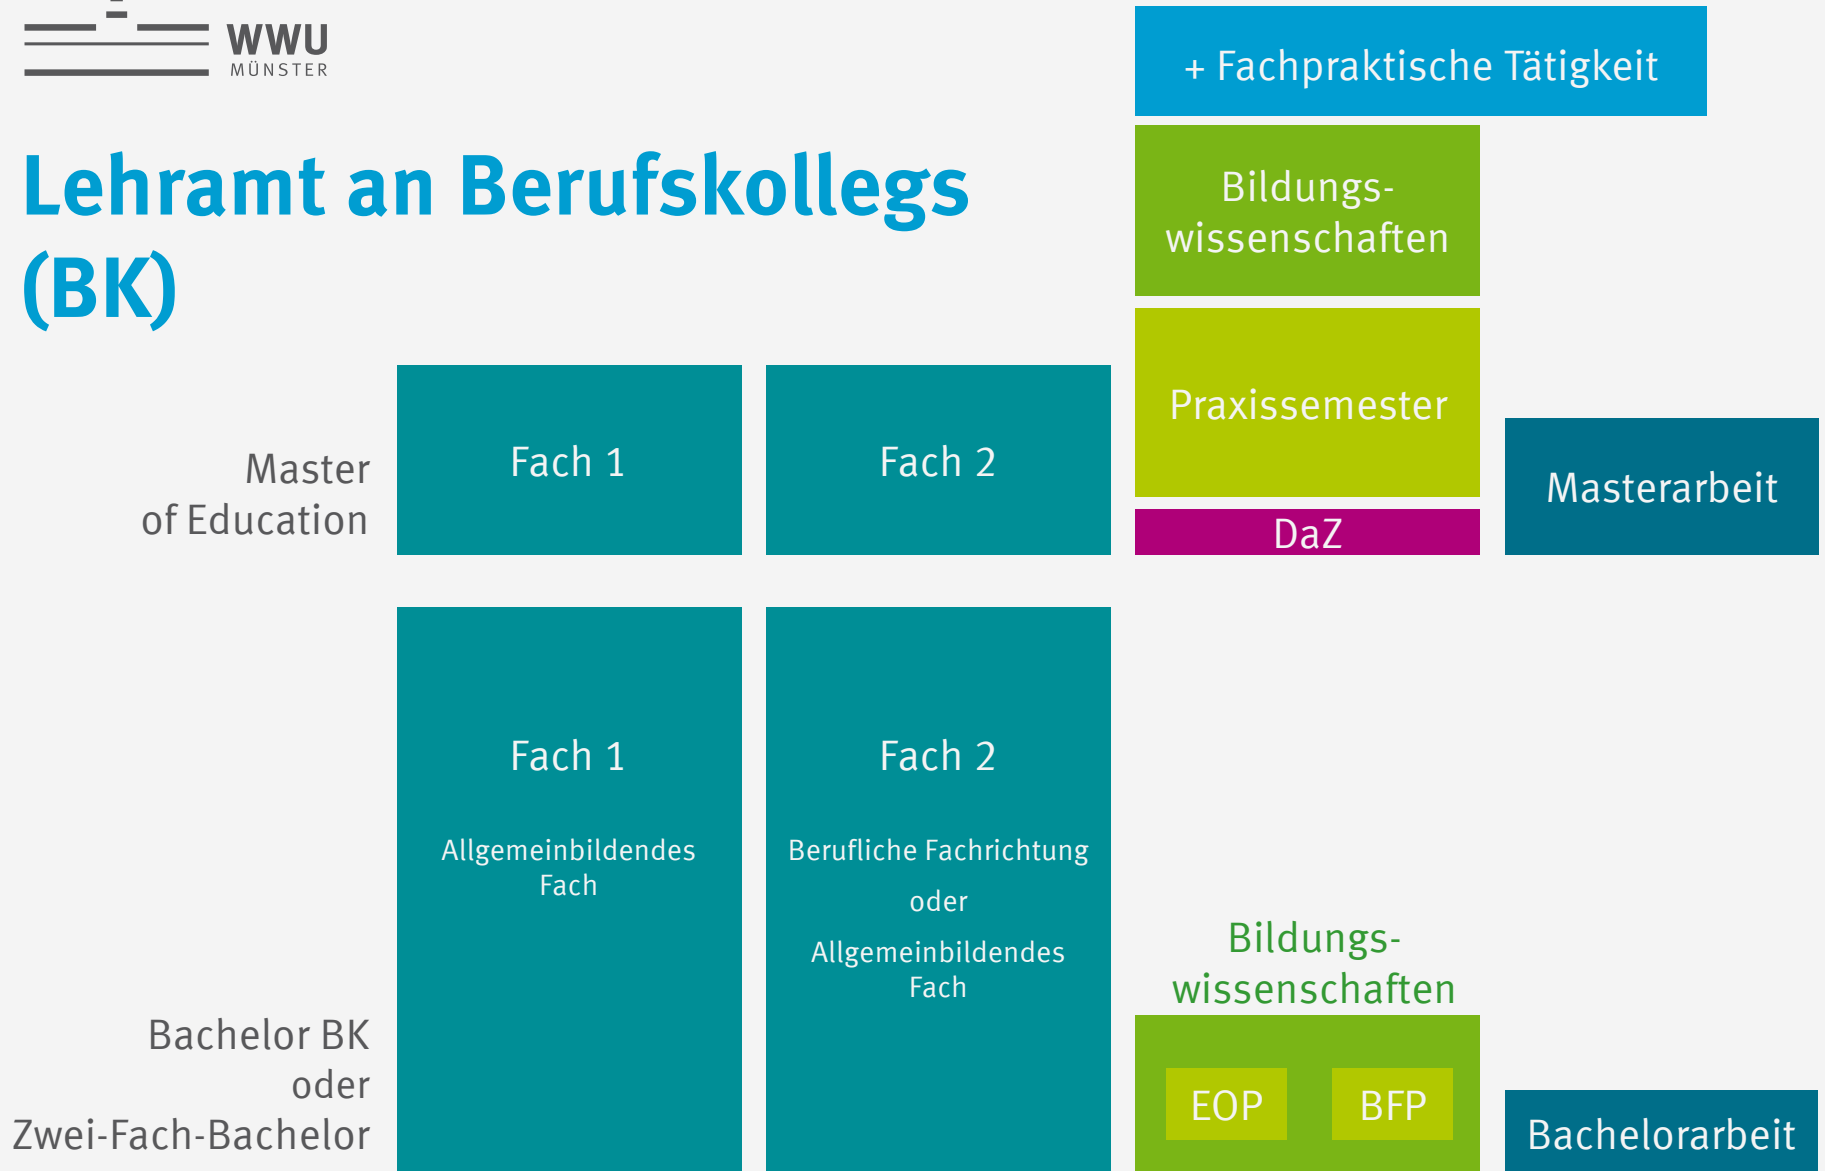 WWU
MÜNSTER
+ Fachpraktische Tätigkeit
Lehramt an Berufskollegs
(BK)
Bildungs-
wissenschaften
Praxissemester
DaZ
Master
of Education
Fach 1
Fach 2
Masterarbeit
Fach 1
Allgemeinbildendes
Fach
Fach 2
Berufliche Fachrichtung
oder
Allgemeinbildendes
Fach
Bildungs-
wissenschaften
EOP
BFP
Bachelor BK
oder
Zwei-Fach-Bachelor
Bachelorarbeit